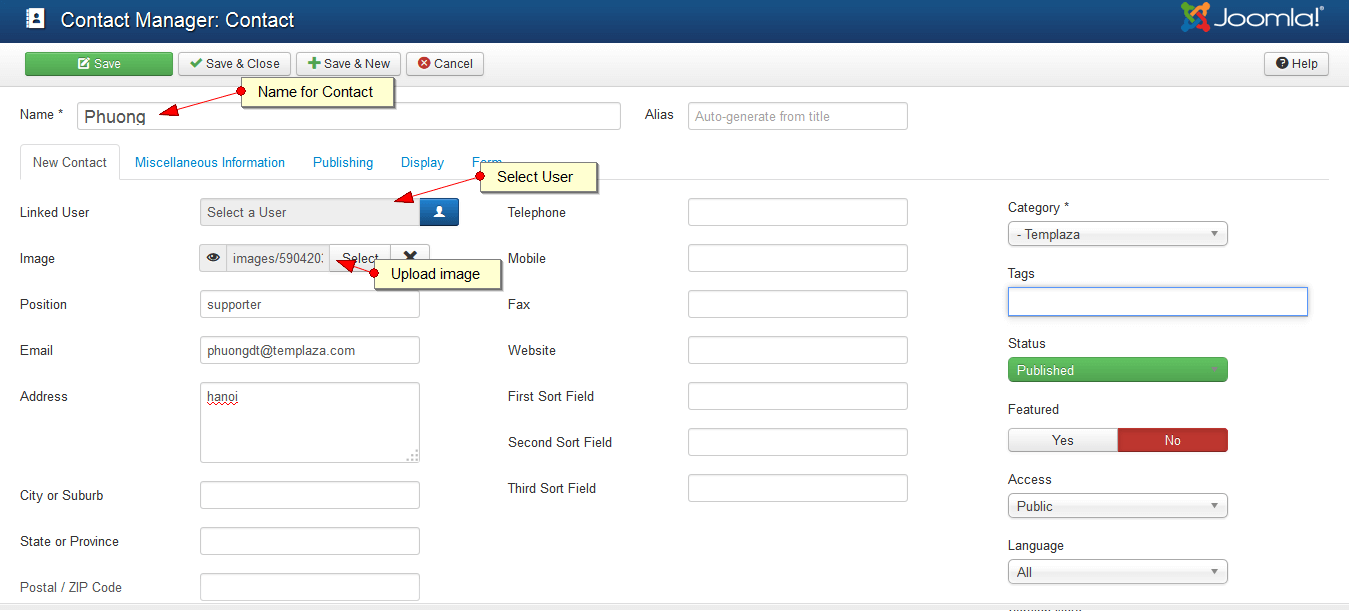 Contact Manager: Contact
Joomla!®
Save
Save & Close
Save & New
Cancel
Help
Name for Contact
Name *
Phuong
Alias
Auto-generate from title
New Contact
Miscellaneous Information
Publishing
Display
Form
Select User
Linked User
Select a User
Image
images/590420
Select
Upload image
Position
supporter
Email
phuongdt@templaza.com
Address
hanoi
City or Suburb
State or Province
Postal / ZIP Code
Telephone
Mobile
Fax
Website
First Sort Field
Second Sort Field
Third Sort Field
Category *
- Templaza
Tags
Status
Published
Featured
Yes
No
Access
Public
Language
All